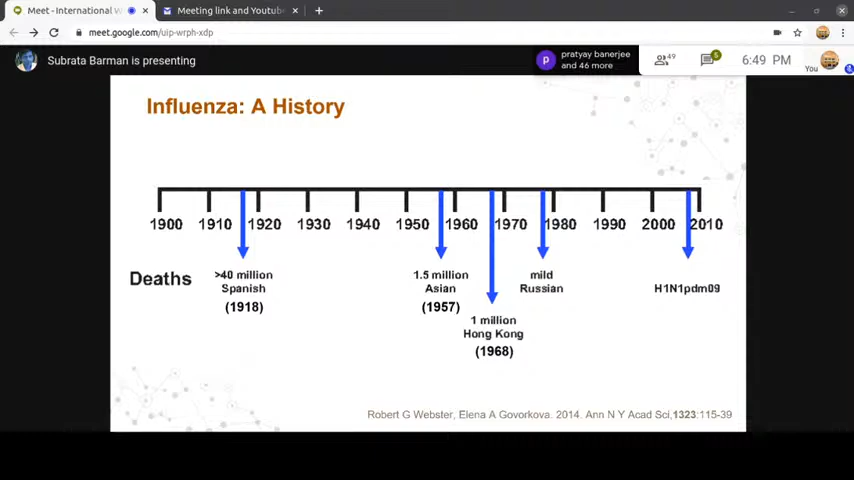 Meet - International W
Meeting link and Youtube
meet.google.com/uip-wrph-xdp
Subrata Barman is presenting
p
pratyay banerjee
and 46 more
49
5
6:49 PM
You
Influenza: A History
1900 1910 1920 1930 1940 1950 1960 1970 1980 1990 2000 2010
Deaths
>40 million
Spanish
(1918)
1.5 million
Asian
(1957)
1 million
Hong Kong
(1968)
mild
Russian
H1N1pdm09
Robert G Webster, Elena A Govorkova. 2014. Ann N Y Acad Sci,1323:115-39